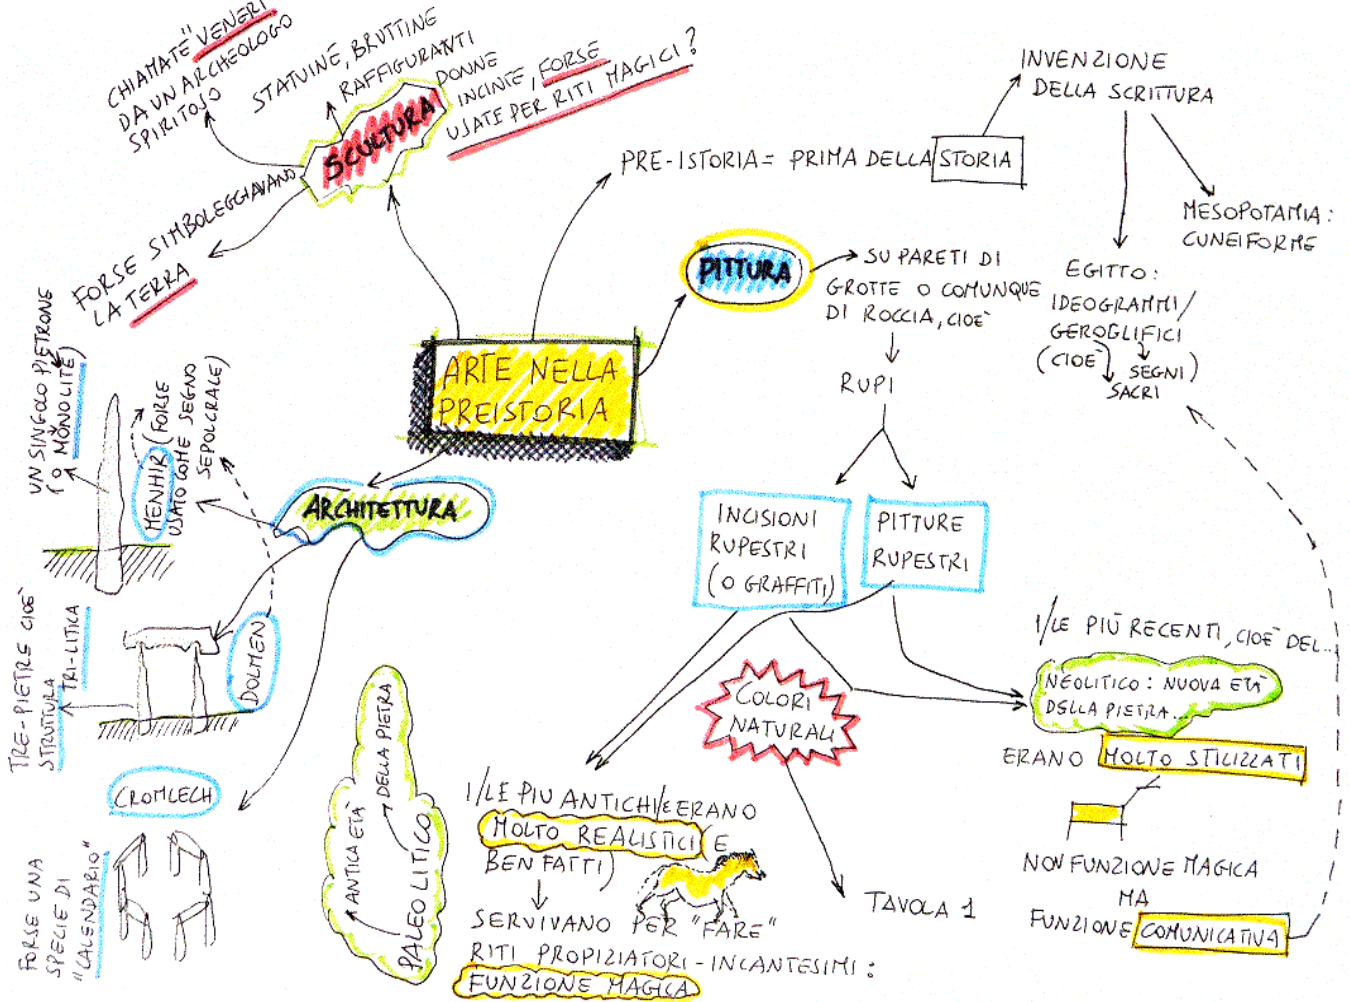 CHIAMATE "VENERI"
DA UN ARCHEOLOGO
SPIRITOSO
STATUINE, BRUTTINE
RAFFIGURANTI
DONNE
INCINTE, FORSE
USATE PER RITI MAGICI?
SCULTURA
FORSE SIMBOLEGGIAVANO
LA TERRA
PRE-ISTORIA = PRIMA DELLA STORIA
INVENZIONE
DELLA SCRITTURA
MESOPOTAMIA:
CUNEIFORME
EGITTO:
IDEOGRAMMI/
GEROGLIFICI
(CIOÈ SEGNI)
SACRI
PITTURA
SU PARETI DI
GROTTE O COMUNQUE
DI ROCCIA, CIOÈ
RUPI
ARTE NELLA
PREISTORIA
ARCHITETTURA
UN SINGOLO PIETRONE
(O MONOLITE)
MENHIR (FORSE
USATO COME SEGNO
SEPOLCRALE)
DOLMEN
TRE-PIETRE CIOÈ
STRUTTURA
TRI-LITICA
CROMLECH
FORSE UNA
SPECIE DI
"CALENDARIO"
INCISIONI
RUPESTRI
(O GRAFFITI)
PITTURE
RUPESTRI
COLORI
NATURALI
TAVOLA 1
PALEOLITICO
ANTICA ETÀ
DELLA PIETRA
I/LE PIU ANTICHI/E ERANO
MOLTO REALISTICI (E
BEN FATTI)
SERVIVANO PER "FARE"
RITI PROPIZIATORI-INCANTESIMI:
FUNZIONE MAGICA
I/LE PIÙ RECENTI, CIOÈ DEL...
NEOLITICO: NUOVA ETÀ
DELLA PIETRA...
ERANO MOLTO STILIZZATI
NON FUNZIONE MAGICA
MA
FUNZIONE COMUNICATIVA